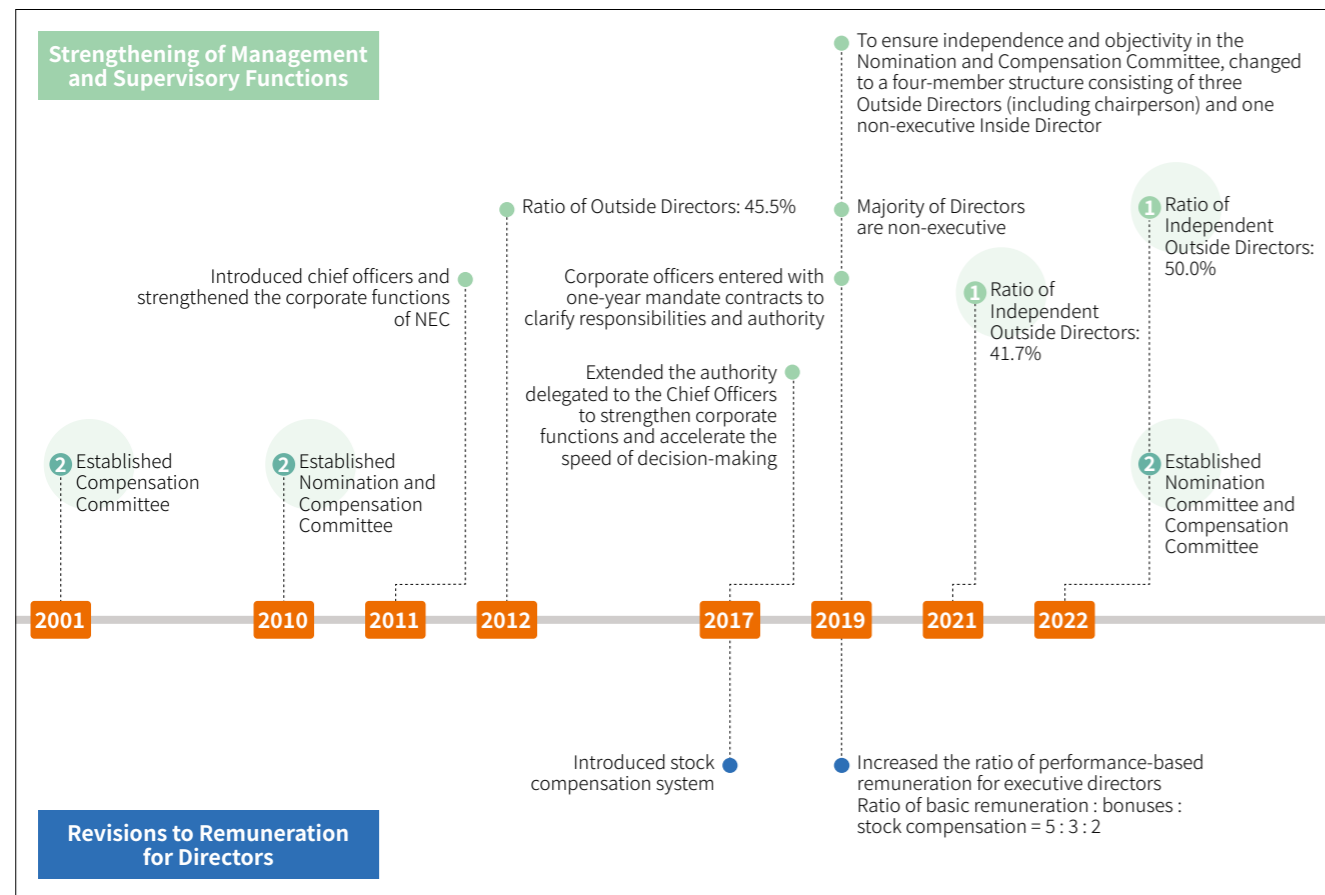 Strengthening of Management
and Supervisory Functions
To ensure independence and objectivity in the
Nomination and Compensation Committee, changed
to a four-member structure consisting of three
Outside Directors (including chairperson) and one
non-executive Inside Director
Ratio of Outside Directors: 45.5%
Majority of Directors
are non-executive
1 Ratio of
Independent
Outside Directors:
50.0%
Introduced chief officers and
strengthened the corporate functions
of NEC
Corporate officers entered with
one-year mandate contracts to
clarify responsibilities and authority
1 Ratio of
Independent
Outside Directors:
41.7%
Extended the authority
delegated to the Chief Officers
to strengthen corporate
functions and accelerate the
speed of decision-making
2 Established
Compensation
Committee
2 Established
Nomination and
Compensation
Committee
2 Established
Nomination
Committee and
Compensation
Committee
2001
2010
2011
2012
2017
2019
2021
2022
Introduced stock
compensation system
Increased the ratio of performance-based
remuneration for executive directors
Ratio of basic remuneration : bonuses :
stock compensation = 5 : 3 : 2
Revisions to Remuneration
for Directors